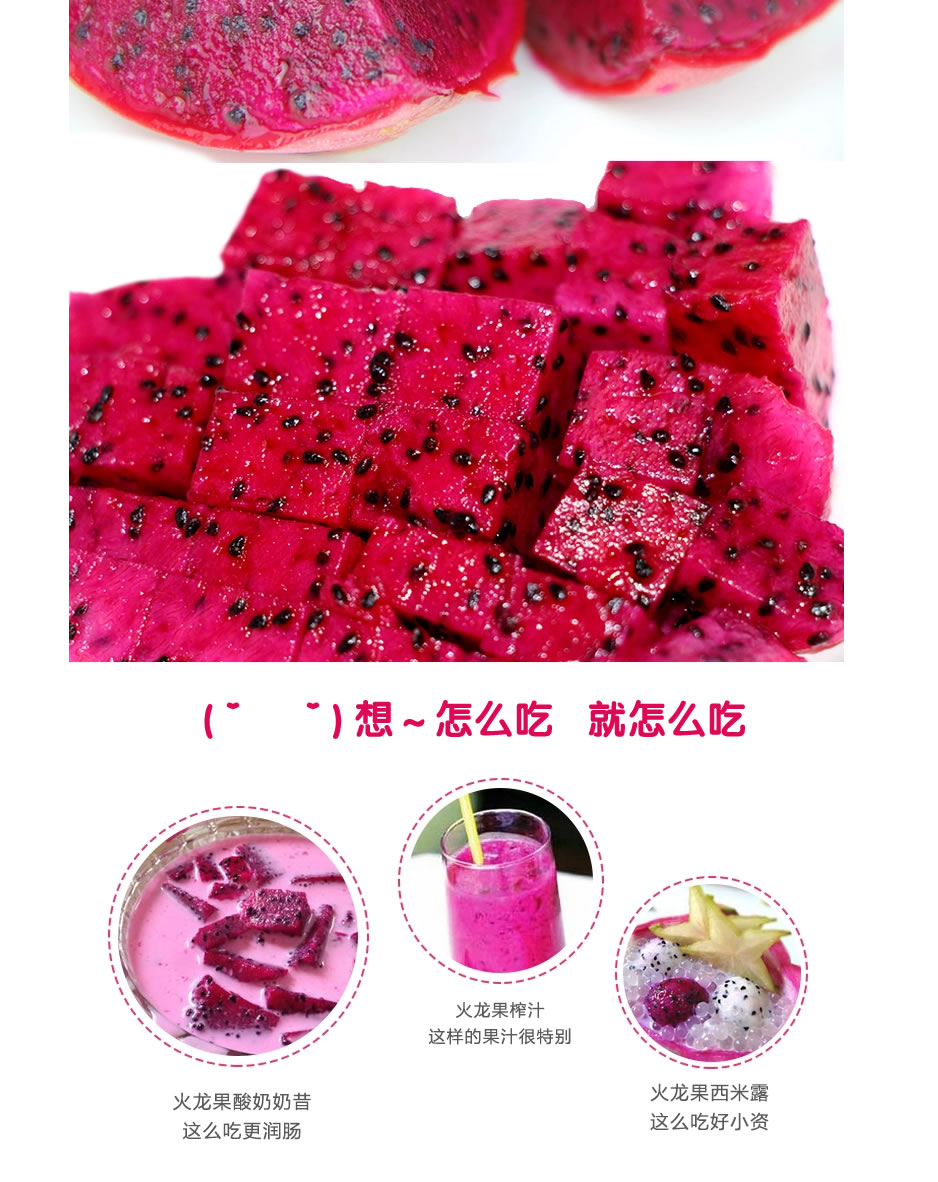 (˘ ˘)想~怎么吃 就怎么吃
火龙果榨汁
这样的果汁很特别
火龙果酸奶奶昔
这么吃更润肠
火龙果西米露
这么吃好小资